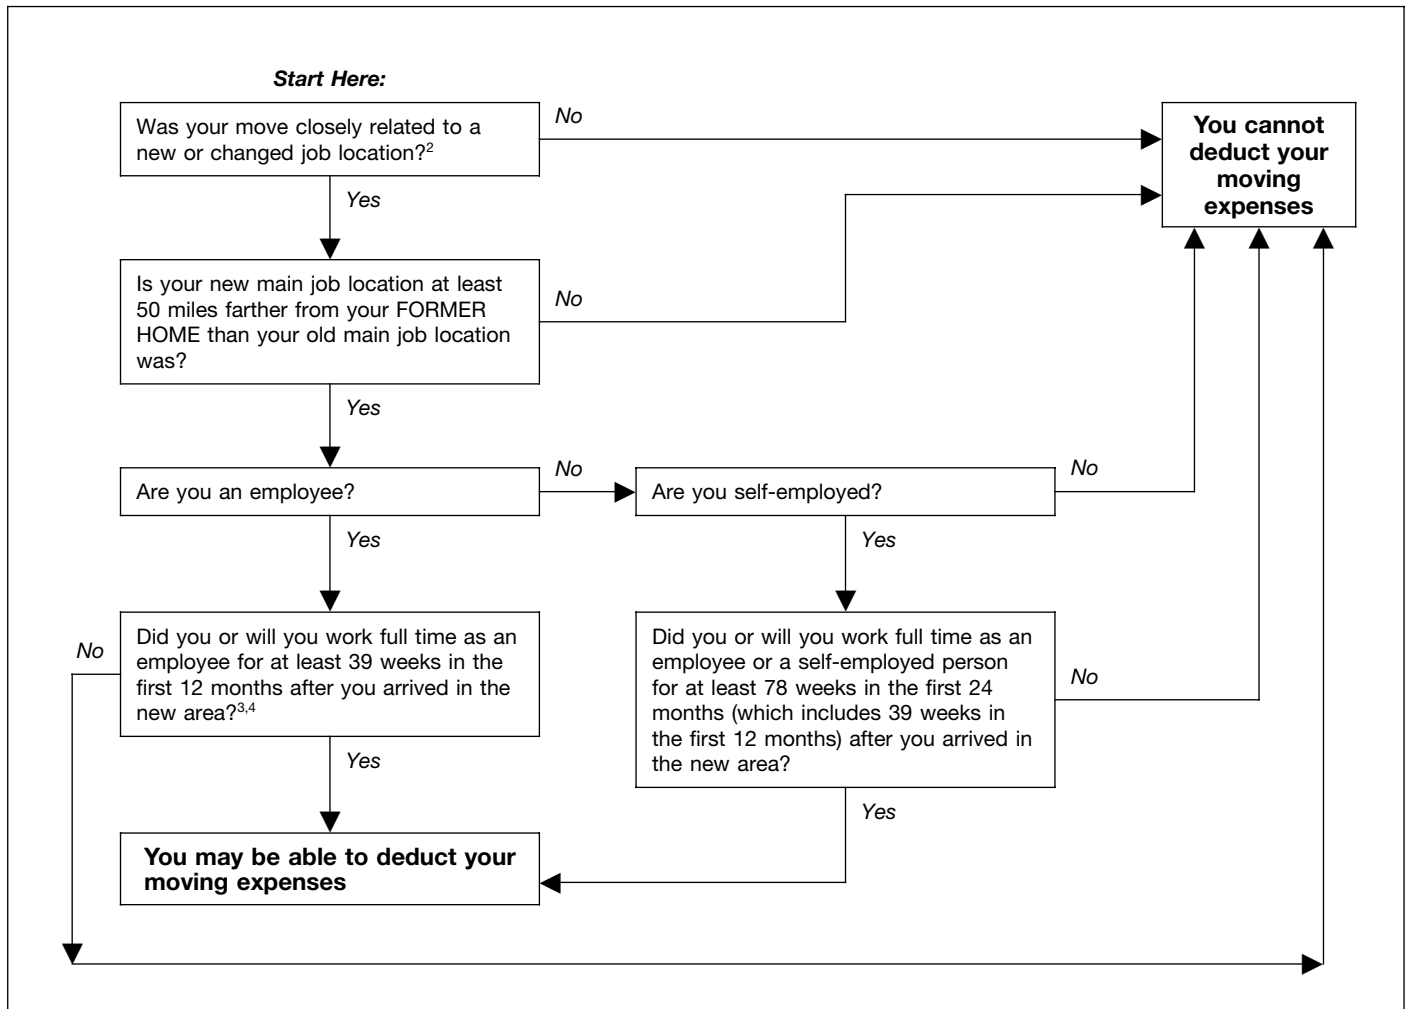 Start Here:
Was your move closely related to a
new or changed job location?2
No
You cannot
deduct your
moving
expenses
Yes
Is your new main job location at least
50 miles farther from your FORMER
HOME than your old main job location
was?
No
Yes
Are you an employee?
No
Are you self-employed?
No
Yes
Yes
No
Did you or will you work full time as an
employee for at least 39 weeks in the
first 12 months after you arrived in the
new area?3,4
Did you or will you work full time as an
employee or a self-employed person
for at least 78 weeks in the first 24
months (which includes 39 weeks in
the first 12 months) after you arrived in
the new area?
No
Yes
Yes
You may be able to deduct your
moving expenses